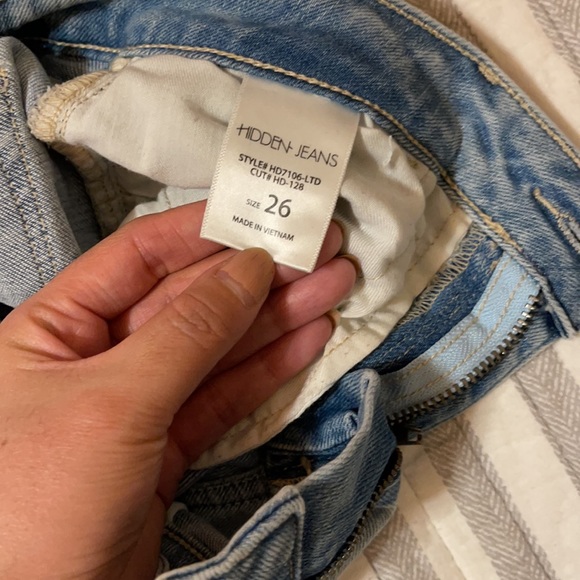 HIDDEN JEANS
STYLE# HD7106-LTD
CUT# HD-128
SIZE 26
MADE IN VIETNAM